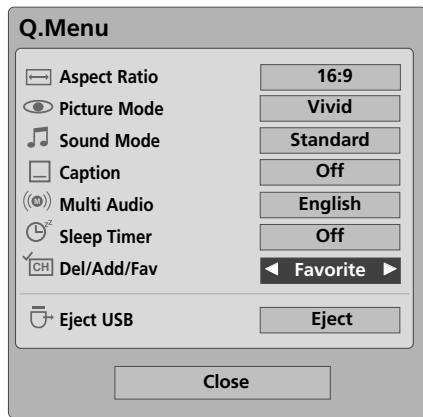 Q.Menu
Aspect Ratio 16:9
Picture Mode Vivid
Sound Mode Standard
Caption Off
Multi Audio English
Sleep Timer Off
Del/Add/Fav ◀ Favorite ▶
Eject USB Eject
Close